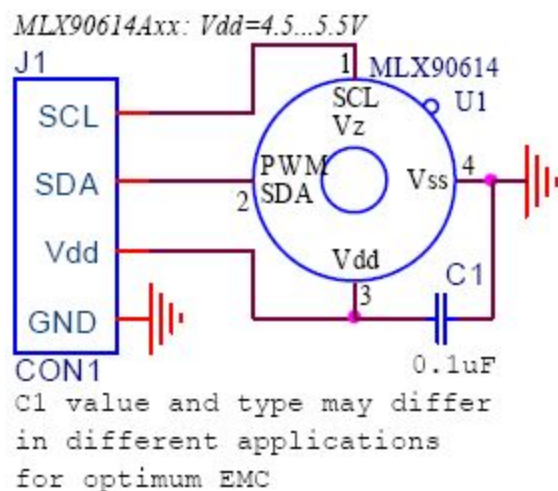 MLX90614Axx: Vdd=4.5...5.5V
J1
SCL
SDA
Vdd
GND
CON1
1
MLX90614
U1
SCL
Vz
PWM
SDA
2
Vss
4
Vdd
3
C1
0.1uF
C1 value and type may differ
in different applications
for optimum EMC